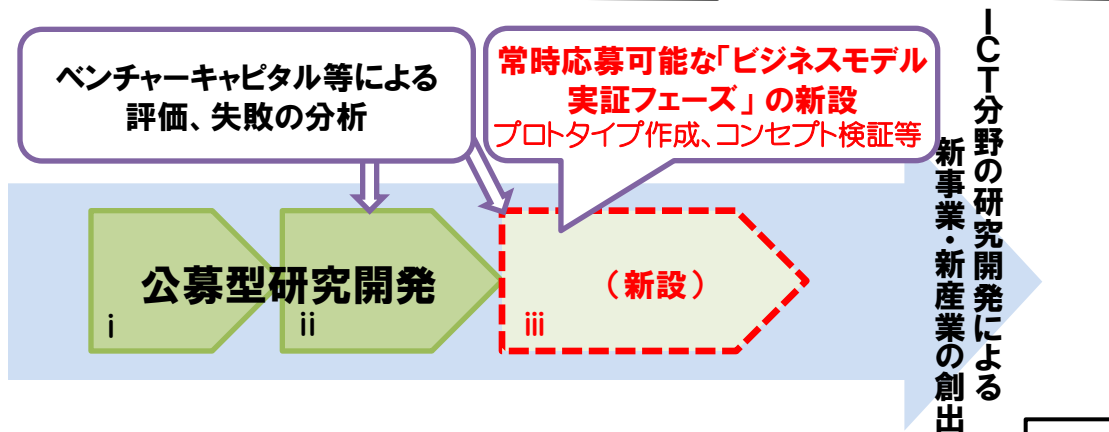 ベンチャーキャピタル等による
評価、失敗の分析
常時応募可能な「ビジネスモデル
実証フェーズ」の新設
プロトタイプ作成、コンセプト検証等
公募型研究開発
i
ii
（新設）
iii
ICT分野の研究開発による
新事業・新産業の創出